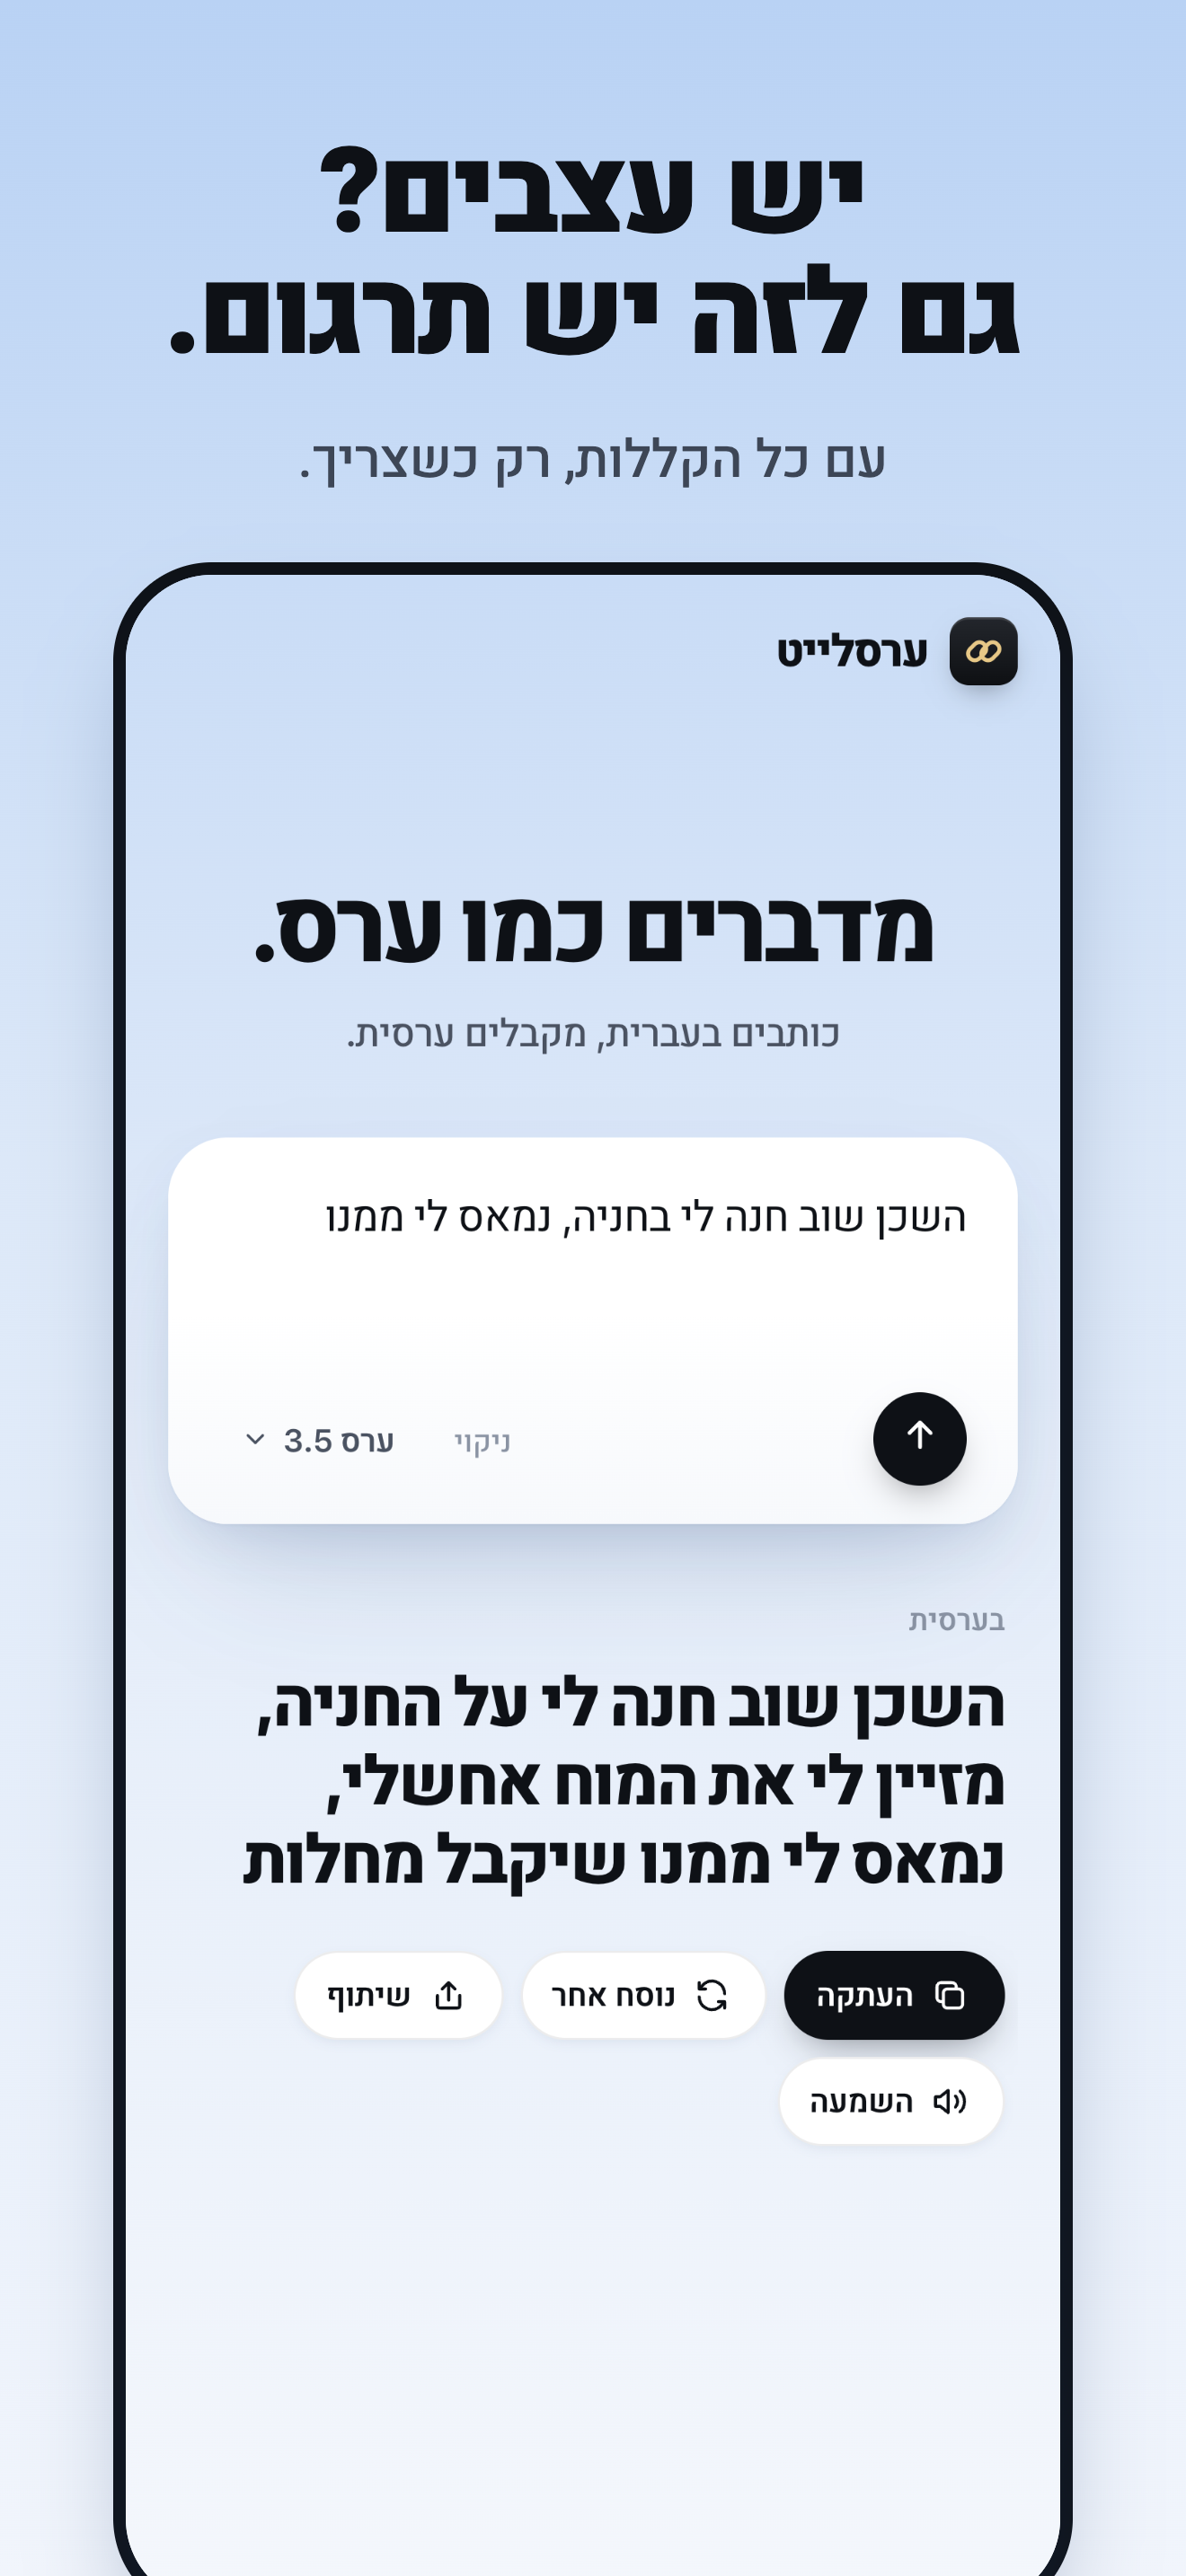 יש עצבים?
גם לזה יש תרגום.
עם כל הקללות, רק כשצריך.
ערסלייט
מדברים כמו ערס.
כותבים בעברית, מקבלים ערסית.
השכן שוב חנה לי בחניה, נמאס לי ממנו
ניקוי
ערס 3.5
בערסית
השכן שוב חנה לי על החניה,
מזיין לי את המוח אחשלי,
נמאס לי ממנו שיקבל מחלות
העתקה
נוסח אחר
שיתוף
השמעה